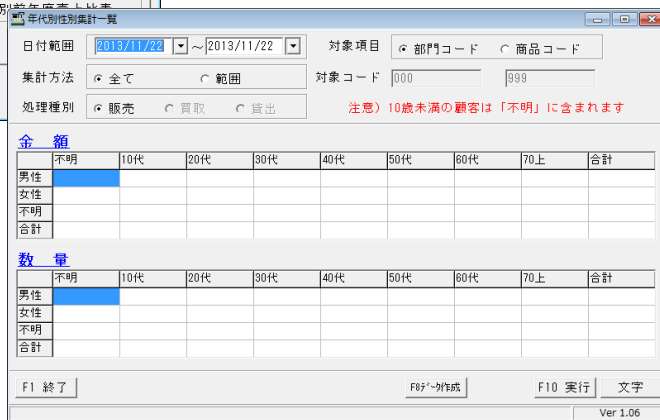 別前年度売上比表
年代別性別集計一覧
日付範囲 2013/11/22 ～ 2013/11/22 対象項目 部門コード 商品コード
集計方法 全て 範囲 対象コード 000 999
処理種別 販売 買取 貸出 注意）10歳未満の顧客は「不明」に含まれます
金 額
不明 10代 20代 30代 40代 50代 60代 70上 合計
男性
女性
不明
合計
数 量
不明 10代 20代 30代 40代 50代 60代 70上 合計
男性
女性
不明
合計
F1 終了 F8ﾃﾞｰﾀ作成 F10 実行 文字
Ver 1.06